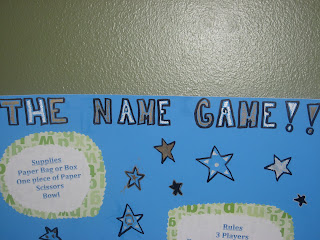 THE NAME GAME!!
Supplies
Paper Bag or Box
One piece of Paper
Scissors
Bowl
Rules
3 Players